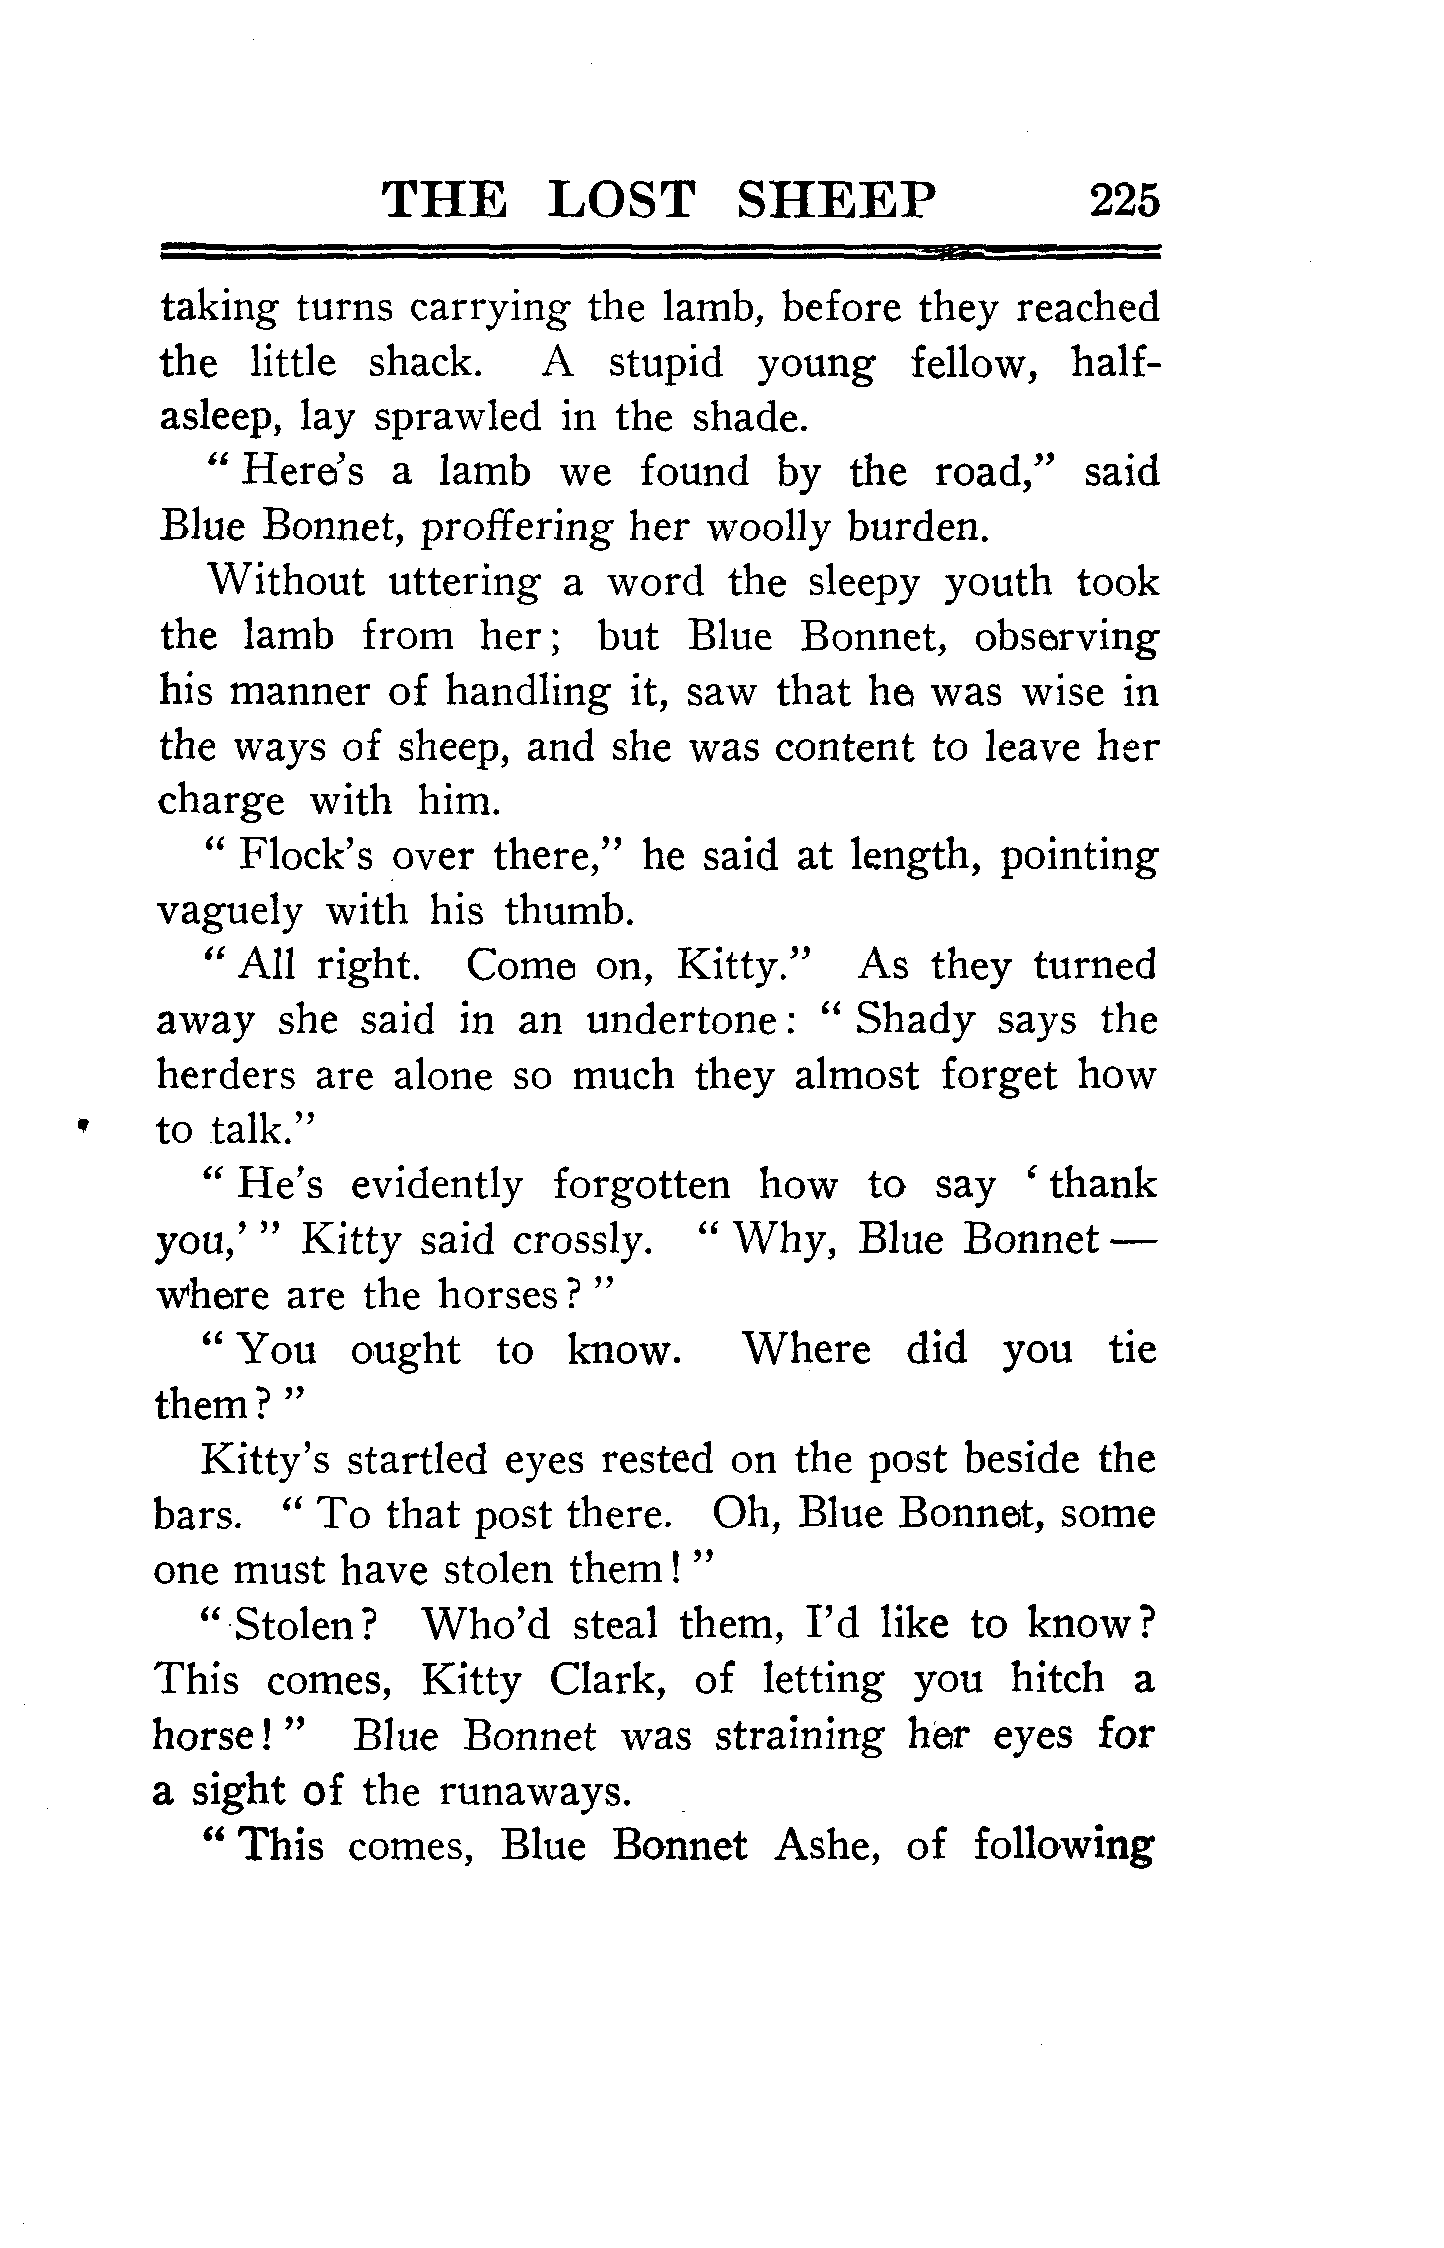 THE LOST SHEEP 225
taking turns carrying the lamb, before they reached
the little shack. A stupid young fellow, half-
asleep, lay sprawled in the shade.
" Here's a lamb we found by the road," said
Blue Bonnet, proffering her woolly burden.
Without uttering a word the sleepy youth took
the lamb from her; but Blue Bonnet, observing
his manner of handling it, saw that he was wise in
the ways of sheep, and she was content to leave her
charge with him.
" Flock's over there," he said at length, pointing
vaguely with his thumb.
" All right. Come on, Kitty." As they turned
away she said in an undertone: " Shady says the
herders are alone so much they almost forget how
to talk."
" He's evidently forgotten how to say ' thank
you,' " Kitty said crossly. " Why, Blue Bonnet —
where are the horses? "
" You ought to know. Where did you tie
them? "
Kitty's startled eyes rested on the post beside the
bars. " To that post there. Oh, Blue Bonnet, some
one must have stolen them! "
" Stolen? Who'd steal them, I'd like to know?
This comes, Kitty Clark, of letting you hitch a
horse! " Blue Bonnet was straining her eyes for
a sight of the runaways.
" This comes, Blue Bonnet Ashe, of following